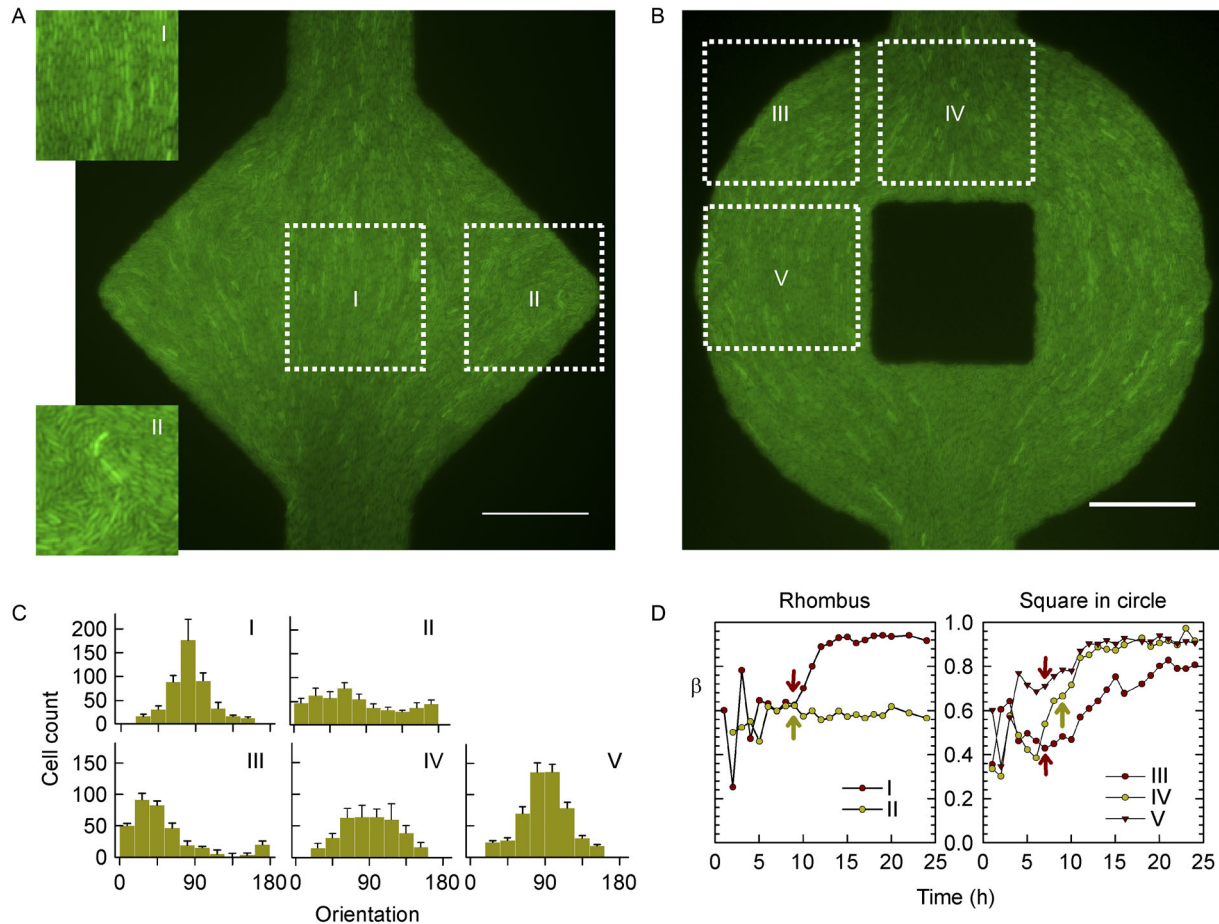 A
B
I
III
IV
I
II
V
II
C
D
Rhombus
Square in circle
200
150
100
50
0
I
II
Cell count
150
100
50
0
III
IV
V
0 90 180
0 90 180
0 90 180
Orientation
β
1.0
0.8
0.6
0.4
0.2
0.0
I
II
III
IV
V
0 5 10 15 20 25
0 5 10 15 20 25
Time (h)